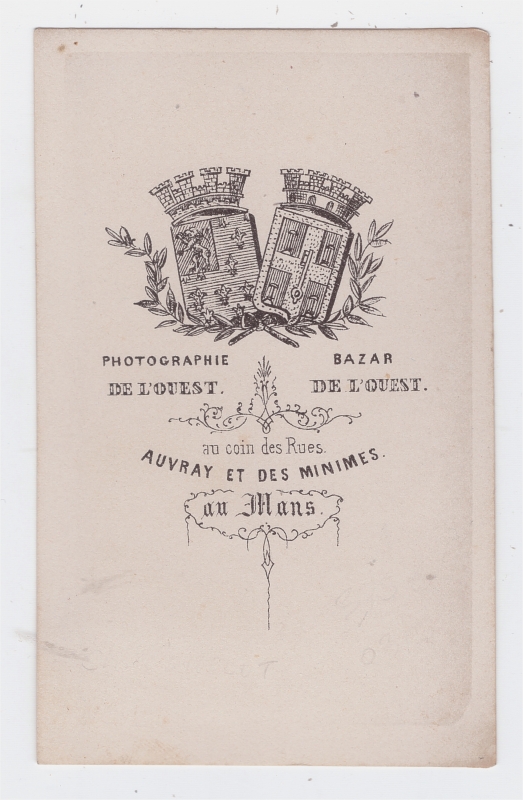 PHOTOGRAPHIE
DE L'OUEST.
BAZAR
DE L'OUEST.
au coin des Rues.
AUVRAY ET DES MINIMES.
au Mans.